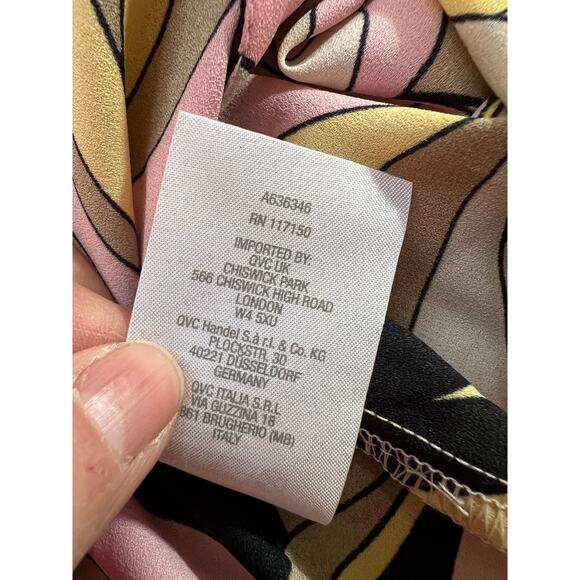 A636346
RN 117150
IMPORTED BY:
QVC UK
CHISWICK PARK
566 CHISWICK HIGH ROAD
LONDON
W4 5XU
QVC Handel S.à r.l. & Co. KG
PLOCKSTR. 30
40221 DÜSSELDORF
GERMANY
QVC ITALIA S.R.L
VIA GUZZINA 18
861 BRUGHERIO (MB)
ITALY